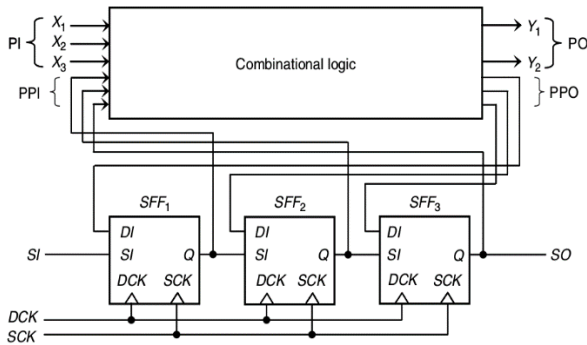 PI X1 Y1 PO
X2
X3 Y2
PPI Combinational logic PPO
SFF1 SFF2 SFF3
DI DI DI
SI SI Q SI Q SI Q SO
DCK SCK DCK SCK DCK SCK
DCK
SCK